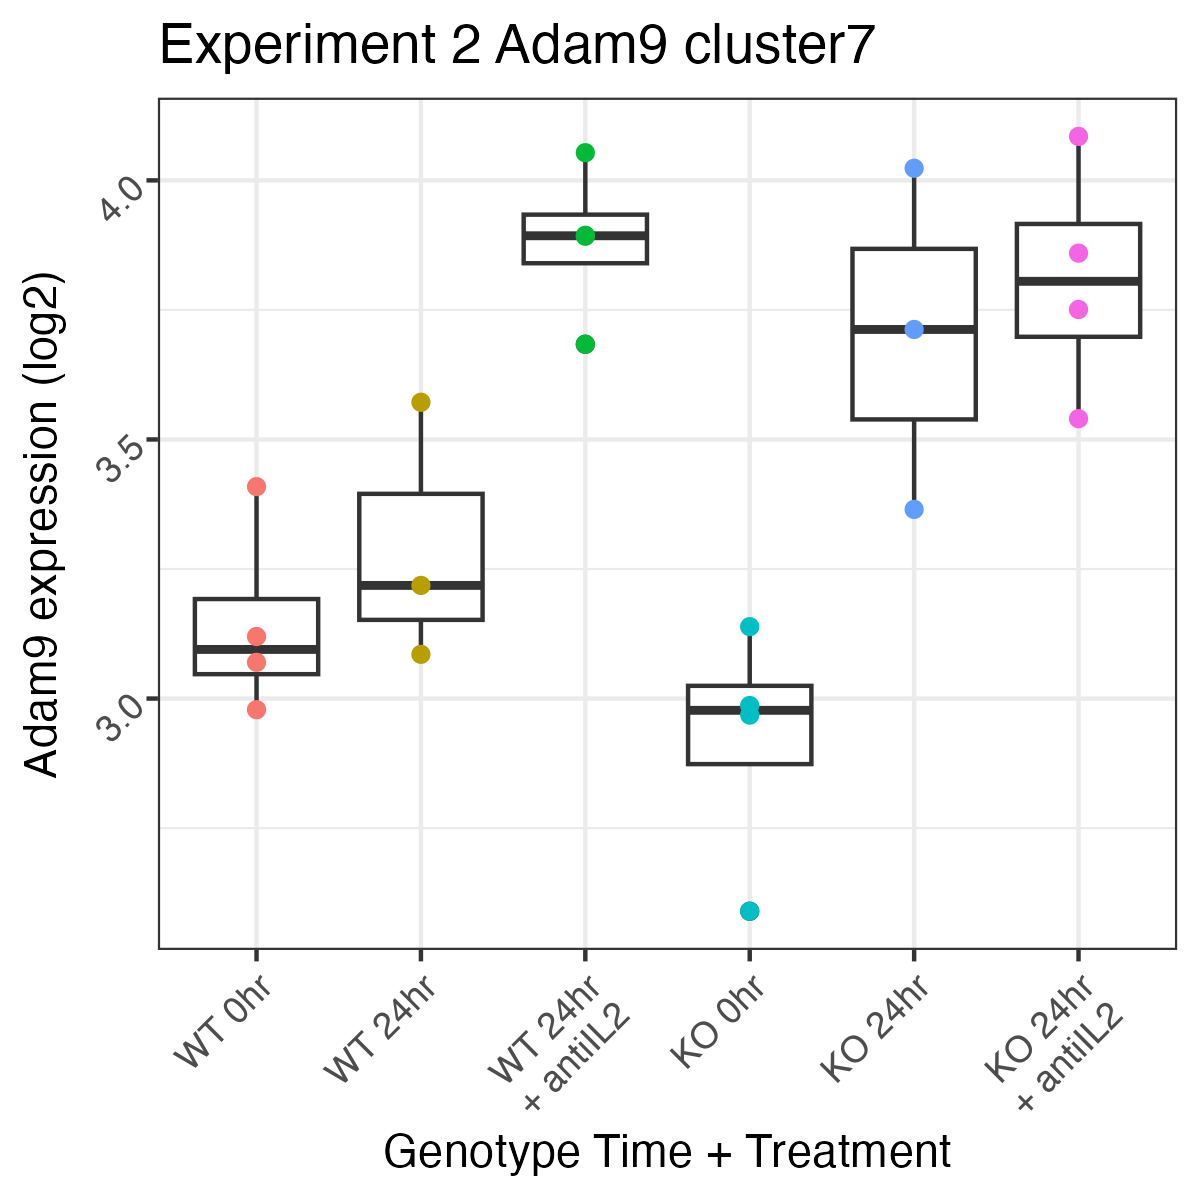 Experiment 2 Adam9 cluster7
Adam9 expression (log2)
4.0
3.5
3.0
WT 0hr
WT 24hr
WT 24hr
+ antiIL2
KO 0hr
KO 24hr
KO 24hr
+ antiIL2
Genotype Time + Treatment